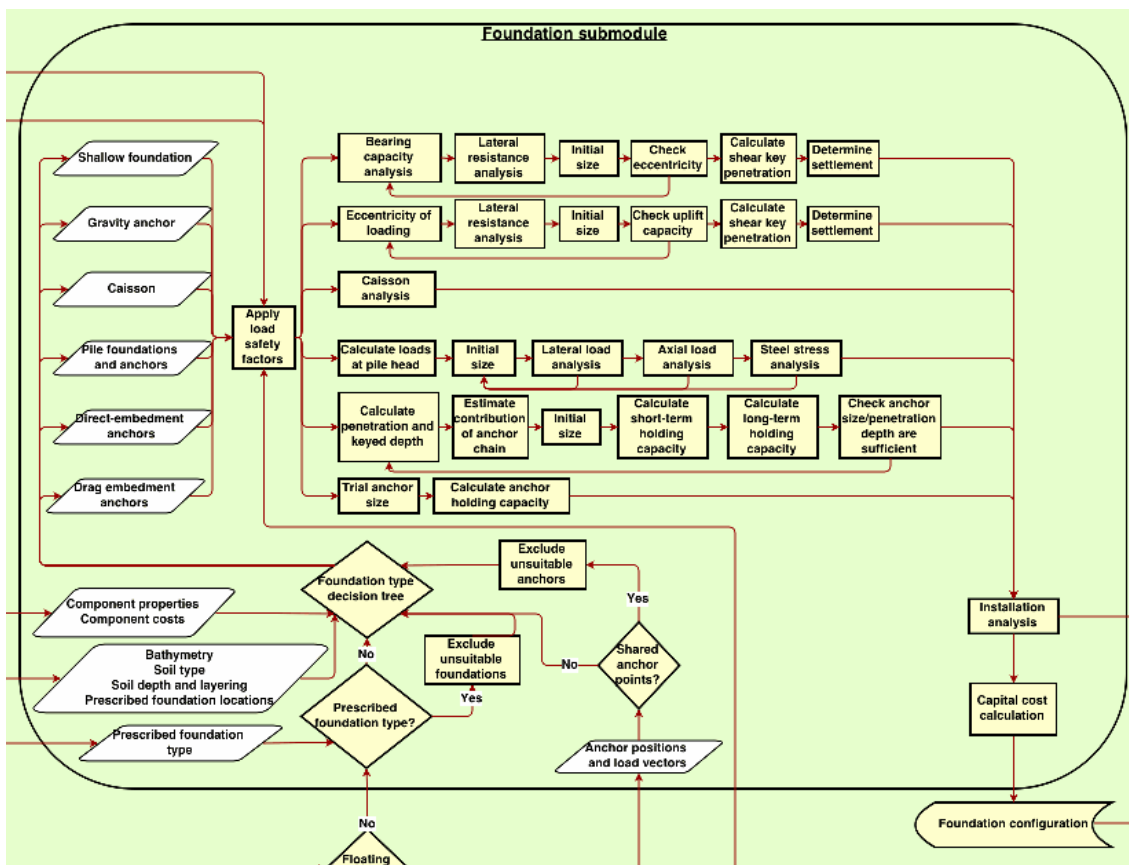 Foundation submodule
Shallow foundation
Bearing
capacity
analysis
Lateral
resistance
analysis
Initial
size
Check
eccentricity
Calculate
shear key
penetration
Determine
settlement
Gravity anchor
Eccentricity of
loading
Lateral
resistance
analysis
Initial
size
Check uplift
capacity
Calculate
shear key
penetration
Determine
settlement
Caisson
Caisson
analysis
Apply
load
safety
factors
Pile foundations
and anchors
Calculate loads
at pile head
Initial
size
Lateral load
analysis
Axial load
analysis
Steel stress
analysis
Direct-embedment
anchors
Calculate
penetration and
keyed depth
Estimate
contribution
of anchor
chain
Initial
size
Calculate
short-term
holding
capacity
Calculate
long-term
holding
capacity
Check anchor
size/penetration
depth are
sufficient
Drag embedment
anchors
Trial anchor
size
Calculate anchor
holding capacity
Foundation type
decision tree
Exclude
unsuitable
anchors
Yes
Component properties
Component costs
Installation
analysis
No
Exclude
unsuitable
foundations
No
Shared
anchor
points?
Bathymetry
Soil type
Soil depth and layering
Prescribed foundation locations
Yes
Prescribed
foundation type?
Capital cost
calculation
Prescribed foundation
type
Anchor positions
and load vectors
No
Foundation configuration
Floating